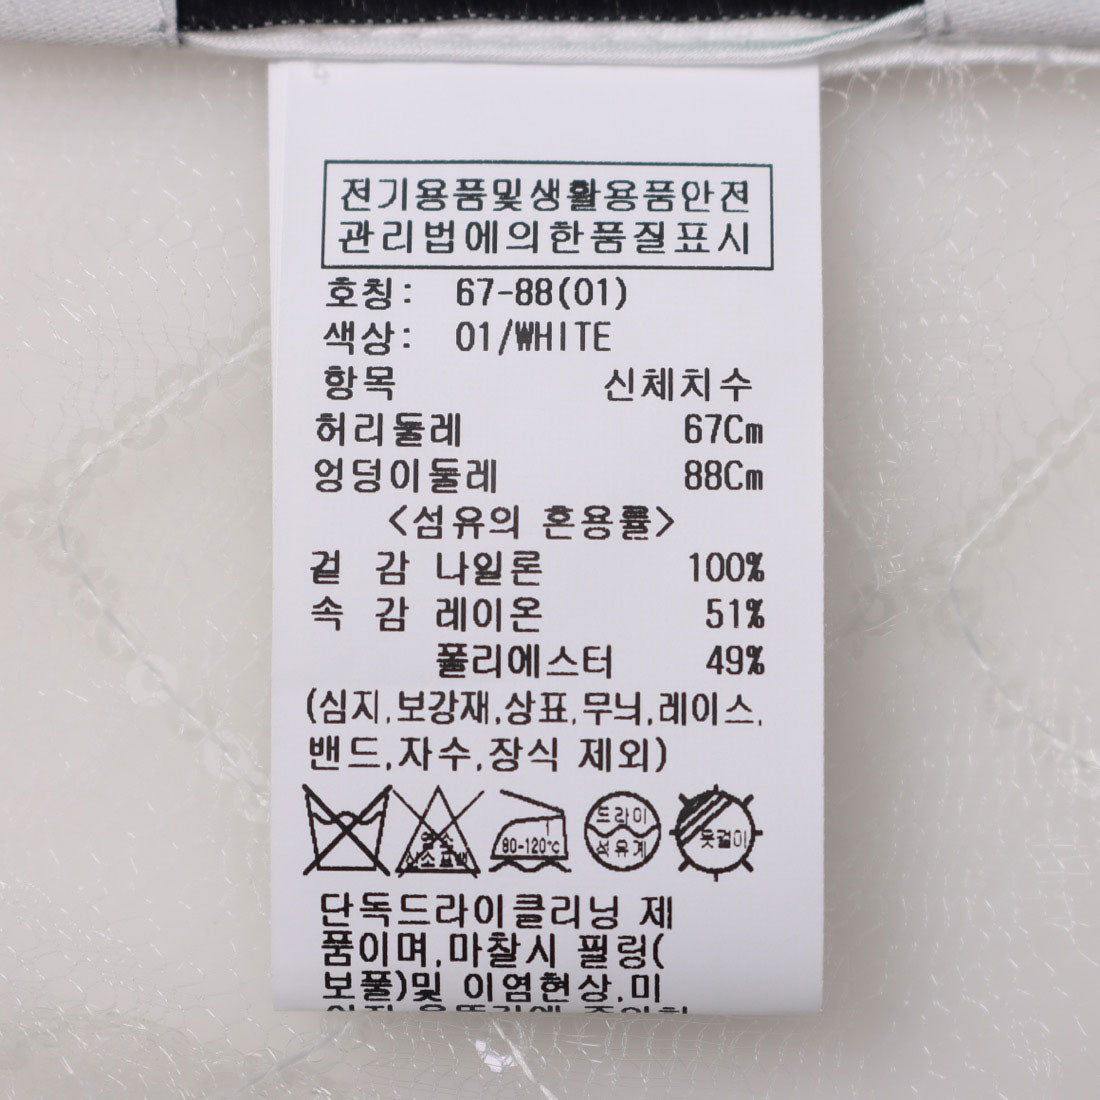 전기용품및생활용품안전
관리법에의한품질표시
호칭: 67-88(01)
색상: 01/WHITE
항목 신체치수
허리둘레 67Cm
엉덩이둘레 88Cm
<섬유의 혼용률>
겉 감 나일론 100%
속 감 레이온 51%
폴리에스터 49%
(심지,보강재,상표,무늬,레이스,
밴드,자수,장식 제외)
염소
산소표백
80-120℃
드라이
석유계
옷걸이
단독드라이클리닝 제
품이며,마찰시 필링(
보풀)및 이염현상,미